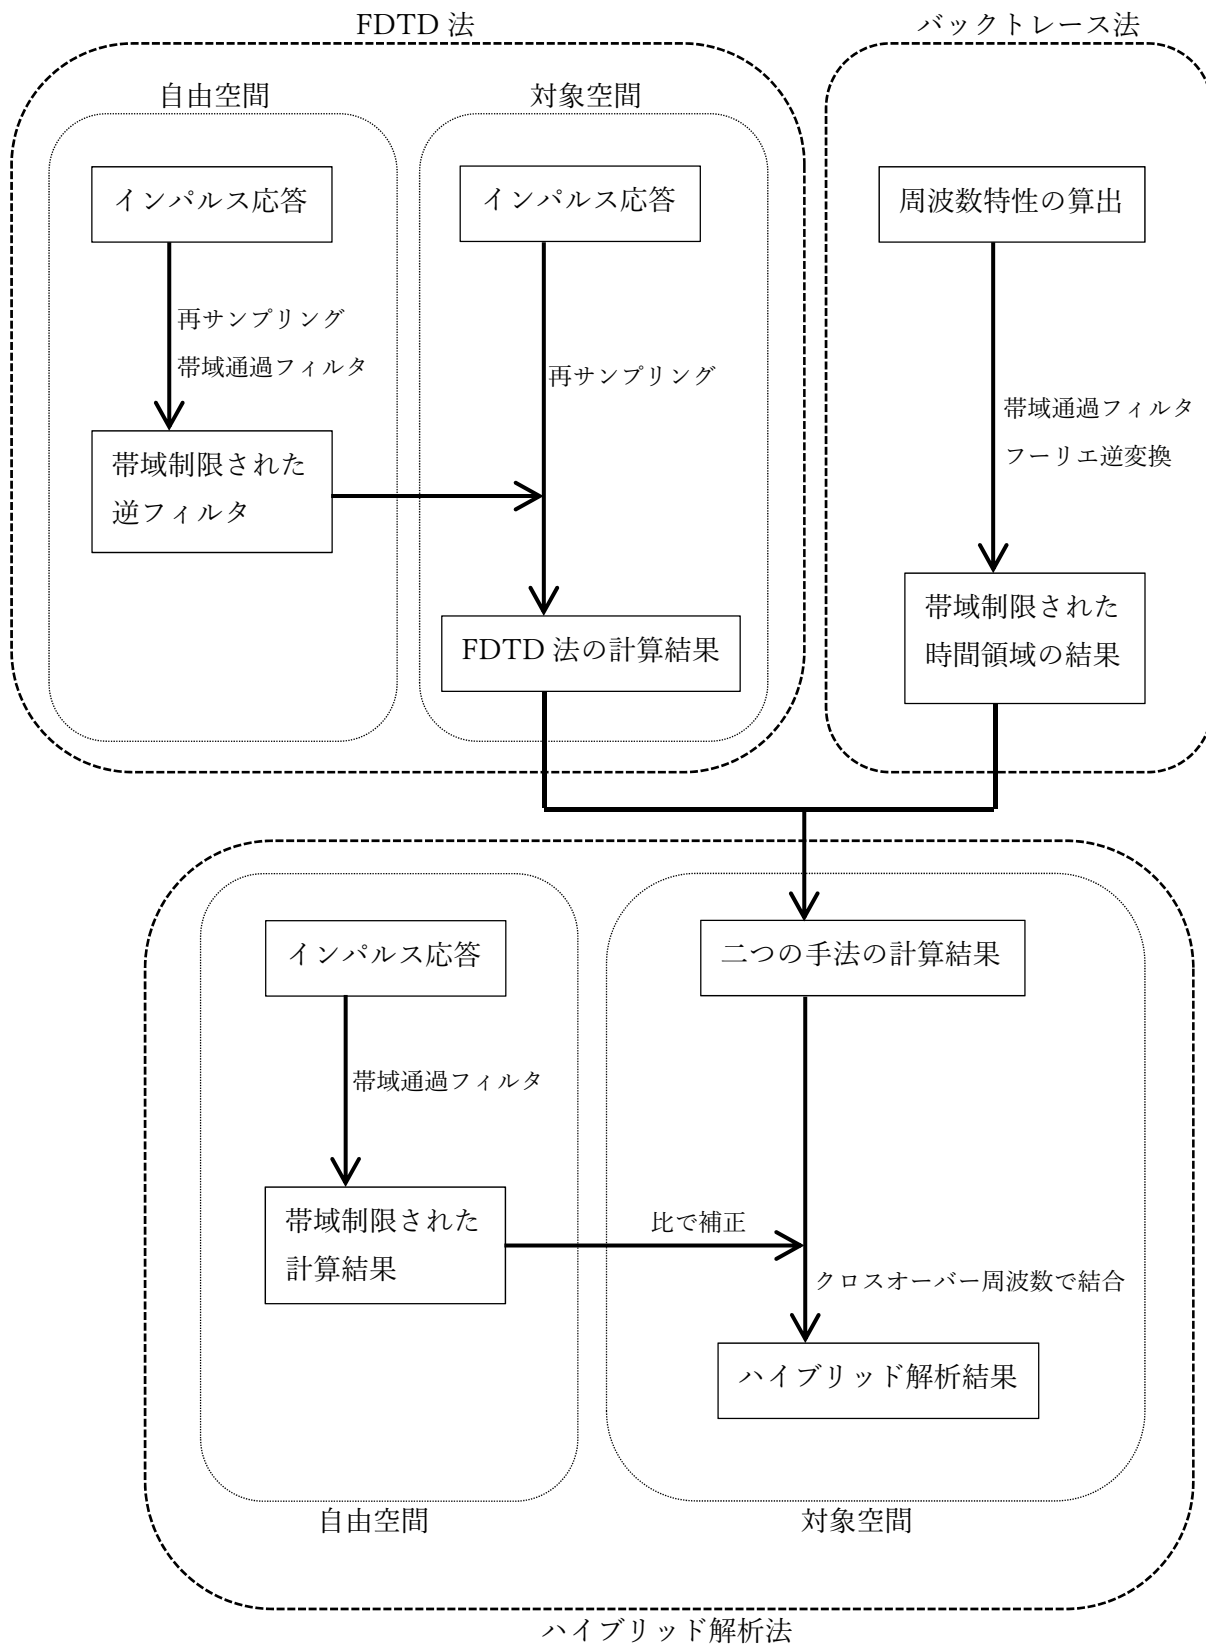 FDTD 法
バックトレース法
自由空間
対象空間
インパルス応答
インパルス応答
周波数特性の算出
再サンプリング
帯域通過フィルタ
再サンプリング
帯域通過フィルタ
フーリエ逆変換
帯域制限された
逆フィルタ
FDTD 法の計算結果
帯域制限された
時間領域の結果
インパルス応答
二つの手法の計算結果
帯域通過フィルタ
帯域制限された
計算結果
比で補正
クロスオーバー周波数で結合
ハイブリッド解析結果
自由空間
対象空間
ハイブリッド解析法